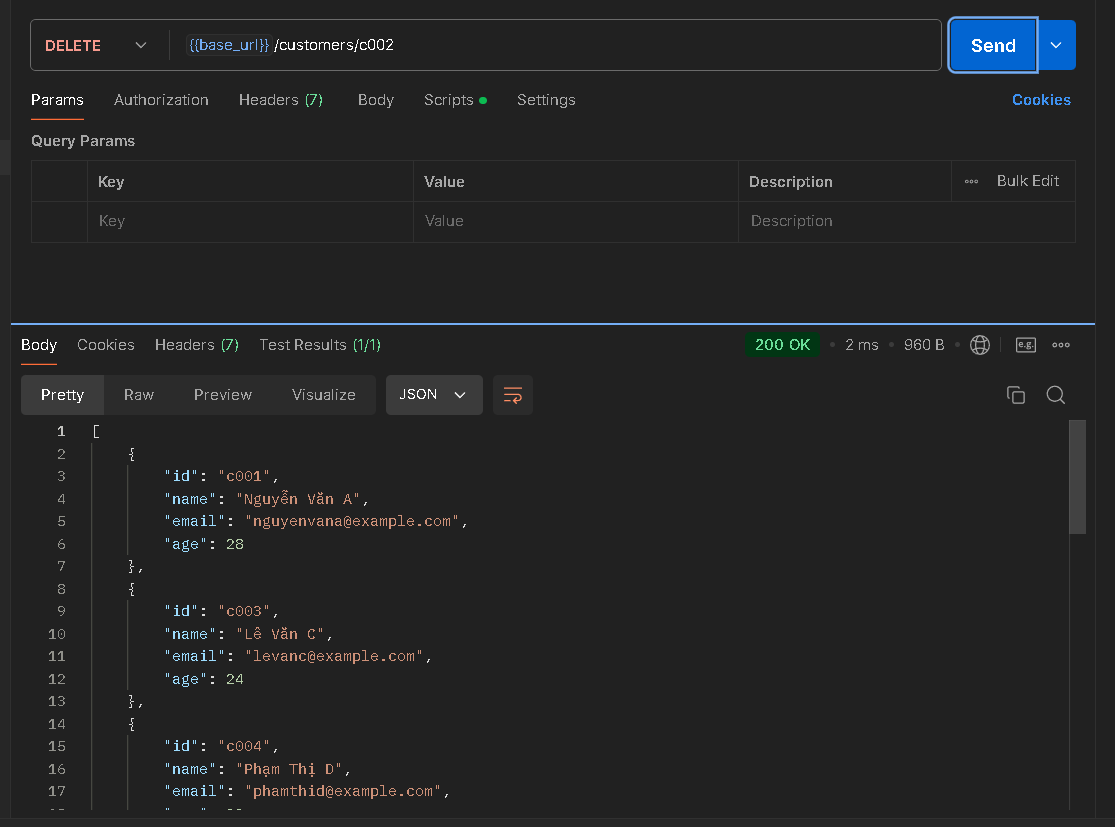 DELETE {{base_url}} /customers/c002 Send
Params Authorization Headers (7) Body Scripts Settings Cookies
Query Params
Key Value Description Bulk Edit
Key Value Description
Body Cookies Headers (7) Test Results (1/1) 200 OK 2 ms 960 B e.g.
Pretty Raw Preview Visualize JSON
1 [
2 {
3 "id": "c001",
4 "name": "Nguyễn Văn A",
5 "email": "nguyenvana@example.com",
6 "age": 28
7 },
8 {
9 "id": "c003",
10 "name": "Lê Văn C",
11 "email": "levanc@example.com",
12 "age": 24
13 },
14 {
15 "id": "c004",
16 "name": "Phạm Thị D",
17 "email": "phamthid@example.com",